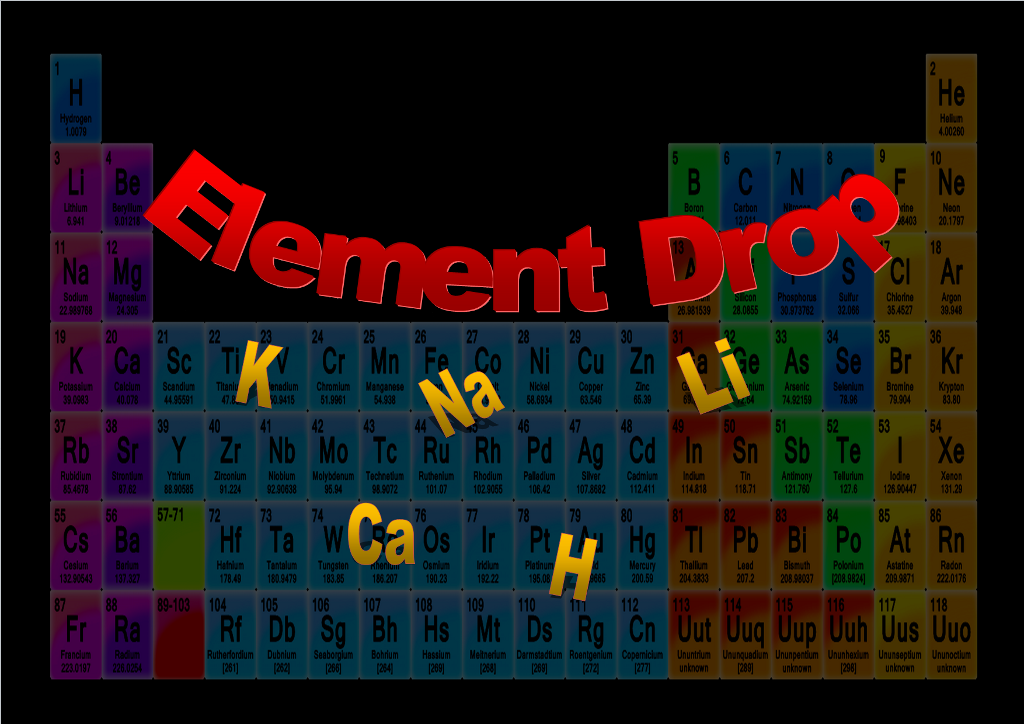 1 2
H He
Hydrogen Helium
1.0079 4.00260
3 4 5 6 7 8 9 10
Li Be B C N F Ne
Lithium Beryllium Boron Carbon Nitrogen Neon
6.941 9.01218 12.011 20.1797
Element Drop
11 12 13 17 18
Na Mg S Cl Ar
Sodium Magnesium Silicon Phosphorus Sulfur Chlorine Argon
22.989768 24.305 26.981539 28.0855 30.973762 32.066 35.4527 39.948
19 20 21 22 23 24 25 26 27 28 29 30 31 32 33 34 35 36
K Ca Sc Ti V Cr Mn Fe Co Ni Cu Zn Ga Ge As Se Br Kr
Potassium Calcium Scandium Chromium Manganese Nickel Copper Zinc Arsenic Selenium Bromine Krypton
39.0983 40.078 44.95591 50.9415 51.9961 54.938 58.6934 63.546 65.39 74.92159 78.96 79.904 83.80
K Na Li
37 38 39 40 41 42 43 44 45 46 47 48 49 50 51 52 53 54
Rb Sr Y Zr Nb Mo Tc Ru Rh Pd Ag Cd In Sn Sb Te I Xe
Rubidium Strontium Yttrium Zirconium Niobium Molybdenum Technetium Ruthenium Rhodium Palladium Silver Cadmium Indium Tin Antimony Tellurium Iodine Xenon
85.4678 87.62 88.90585 91.224 92.90638 95.94 98.9072 101.07 102.9055 106.42 107.8682 112.411 114.818 118.71 121.760 127.6 126.90447 131.29
55 56 57-71 72 73 74 76 77 78 79 80 81 82 83 84 85 86
Cs Ba Hf Ta W Os Ir Pt Au Hg Tl Pb Bi Po At Rn
Cesium Barium Hafnium Tantalum Tungsten Rhenium Osmium Iridium Platinum Mercury Thallium Lead Bismuth Polonium Astatine Radon
132.90543 137.327 178.49 180.9479 183.85 186.207 190.23 192.22 195.08 200.59 204.3833 207.2 208.98037 [208.9824] 209.9871 222.0176
Ca H
87 88 89-103 104 105 106 107 108 109 110 111 112 113 114 115 116 117 118
Fr Ra Rf Db Sg Bh Hs Mt Ds Rg Cn Uut Uuq Uup Uuh Uus Uuo
Francium Radium Rutherfordium Dubnium Seaborgium Bohrium Hassium Meitnerium Darmstadtium Roentgenium Copernicium Ununtrium Ununquadium Ununpentium Ununhexium Ununseptium Ununoctium
223.0197 226.0254 [261] [262] [266] [264] [269] [268] [269] [272] [277] unknown [289] unknown [298] unknown unknown